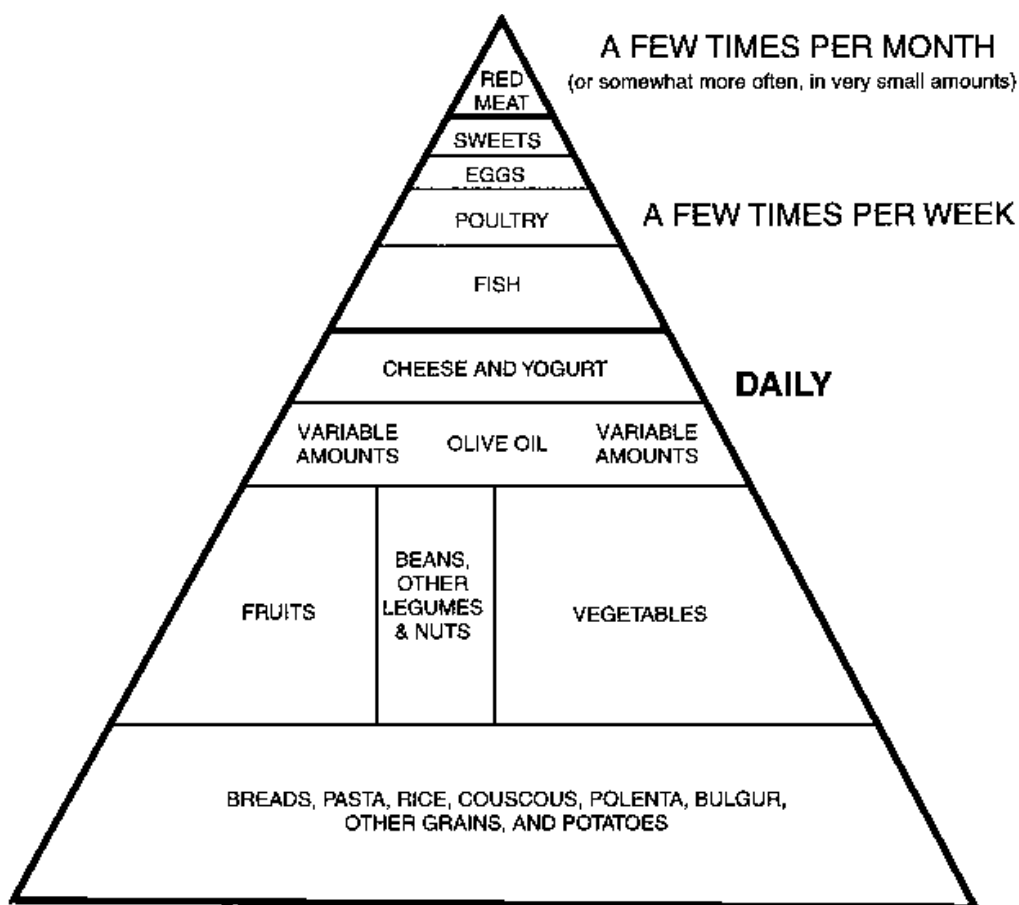 A FEW TIMES PER MONTH
(or somewhat more often, in very small amounts)
RED
MEAT
SWEETS
EGGS
POULTRY
A FEW TIMES PER WEEK
FISH
CHEESE AND YOGURT
DAILY
VARIABLE
AMOUNTS
OLIVE OIL
VARIABLE
AMOUNTS
FRUITS
BEANS,
OTHER
LEGUMES
& NUTS
VEGETABLES
BREADS, PASTA, RICE, COUSCOUS, POLENTA, BULGUR,
OTHER GRAINS, AND POTATOES